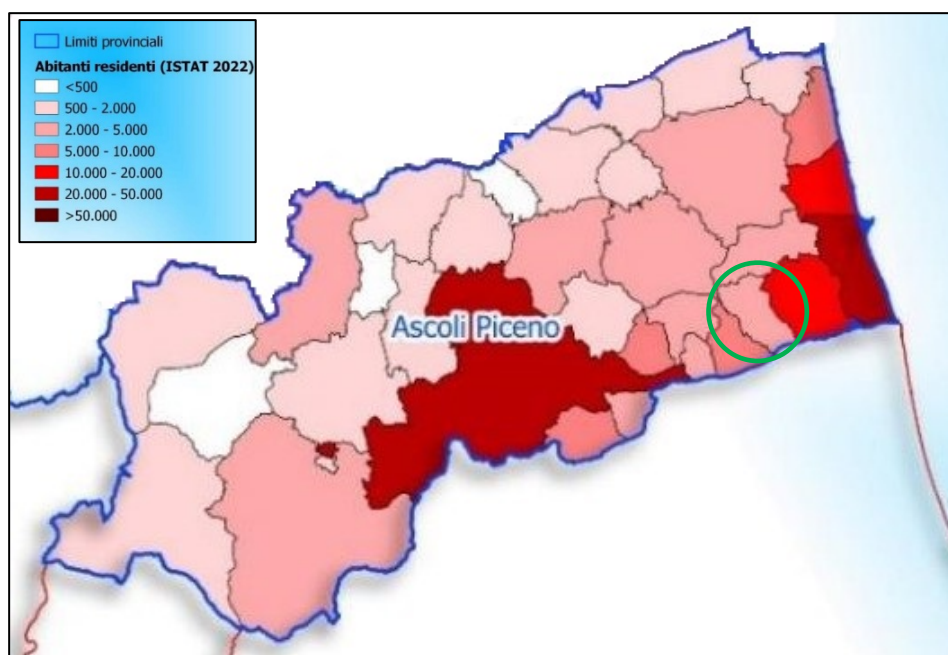 Limiti provinciali
Abitanti residenti (ISTAT 2022)
<500
500 - 2.000
2.000 - 5.000
5.000 - 10.000
10.000 - 20.000
20.000 - 50.000
>50.000
Ascoli Piceno